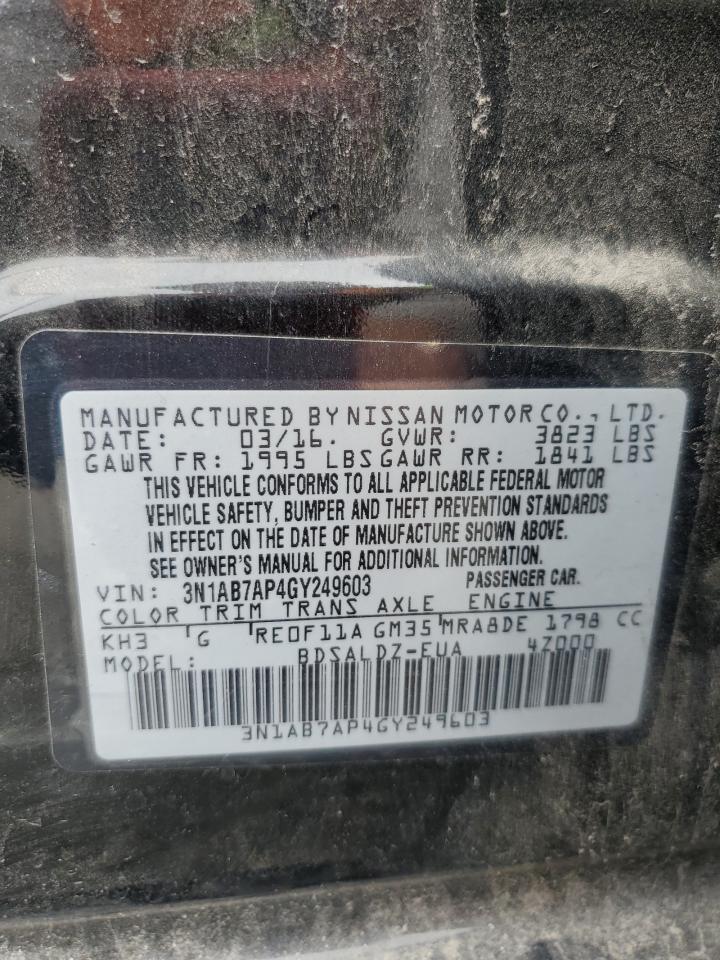 MANUFACTURED BY NISSAN MOTOR CO., LTD.
DATE: 03/16. GVWR: 3823 LBS
GAWR FR: 1995 LBS GAWR RR: 1841 LBS
THIS VEHICLE CONFORMS TO ALL APPLICABLE FEDERAL MOTOR
VEHICLE SAFETY, BUMPER AND THEFT PREVENTION STANDARDS
IN EFFECT ON THE DATE OF MANUFACTURE SHOWN ABOVE.
SEE OWNER'S MANUAL FOR ADDITIONAL INFORMATION.
VIN: 3N1AB7AP4GY249603 PASSENGER CAR.
COLOR TRIM TRANS AXLE ENGINE
KH3 G RE0F11A GM35 MRA8DE 1798 CC
MODEL: BDSALDZ-EUA 4Z000
3N1AB7AP4GY249603